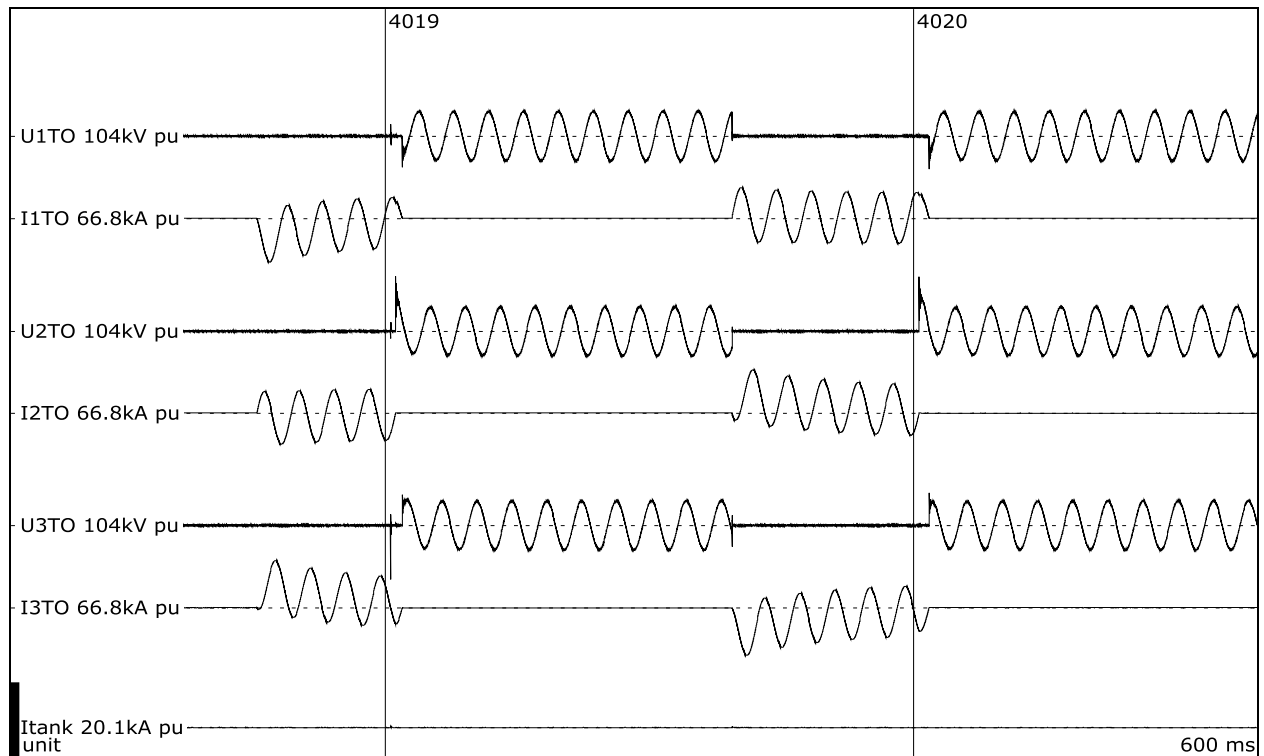 4019
4020
U1TO 104kV pu
I1TO 66.8kA pu
U2TO 104kV pu
I2TO 66.8kA pu
U3TO 104kV pu
I3TO 66.8kA pu
Itank 20.1kA pu
unit
600 ms